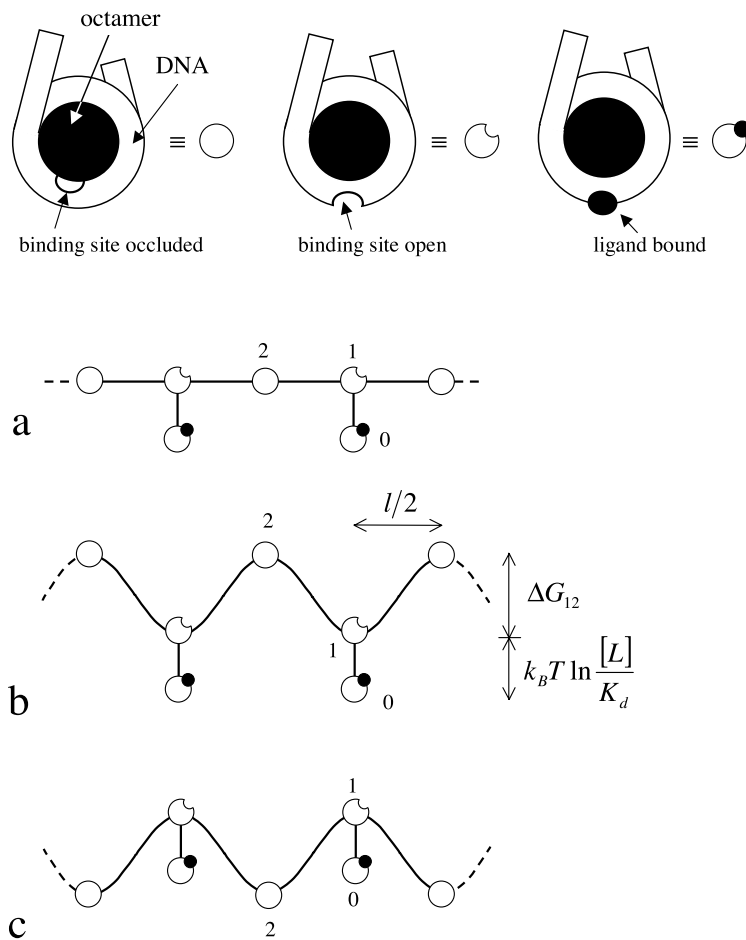 octamer
DNA
≡
≡
≡
binding site occluded
binding site open
ligand bound
2
1
a
0
l/2
2
ΔG₁₂
1
k_B T ln [L]/K_d
b
0
1
0
c
2